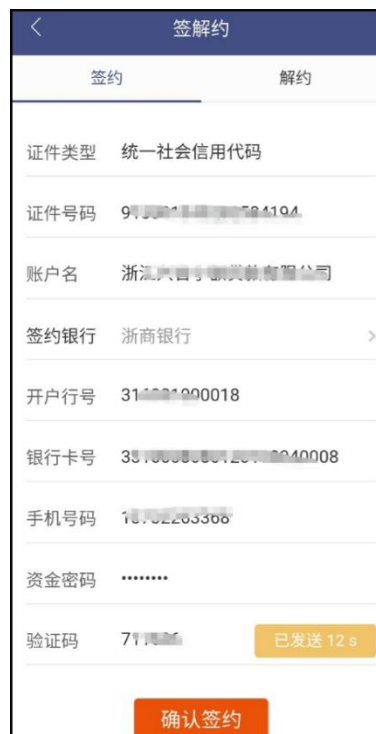 签解约
签约 解约
证件类型 统一社会信用代码
证件号码
账户名
签约银行 浙商银行
开户行号
银行卡号
手机号码
资金密码 ••••••••
验证码 已发送 12 s
确认签约